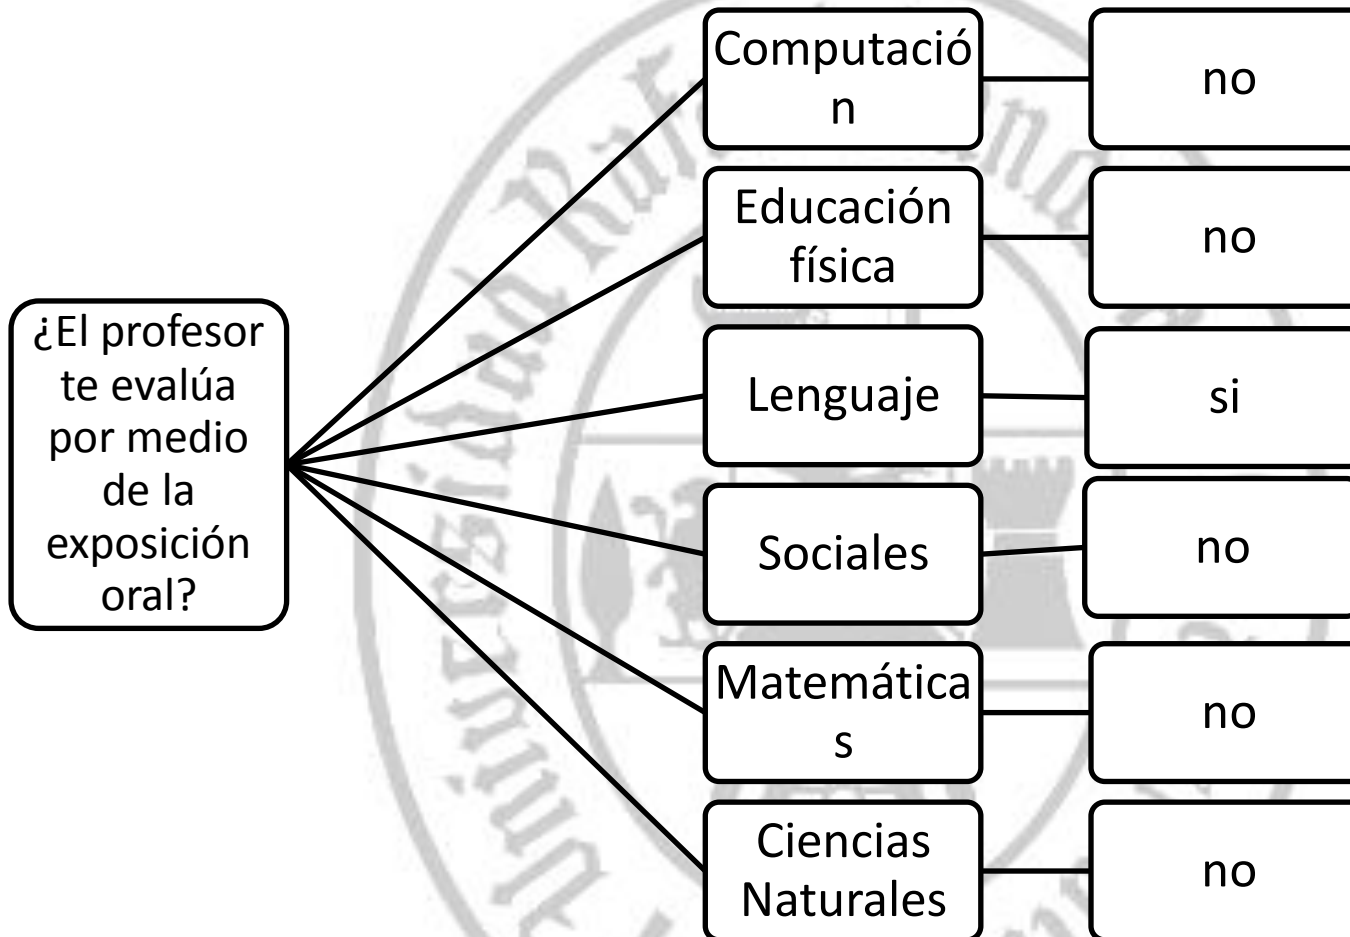 ¿El profesor
te evalúa
por medio
de la
exposición
oral?
Computació
n
no
Educación
física
no
Lenguaje
si
Sociales
no
Matemática
s
no
Ciencias
Naturales
no